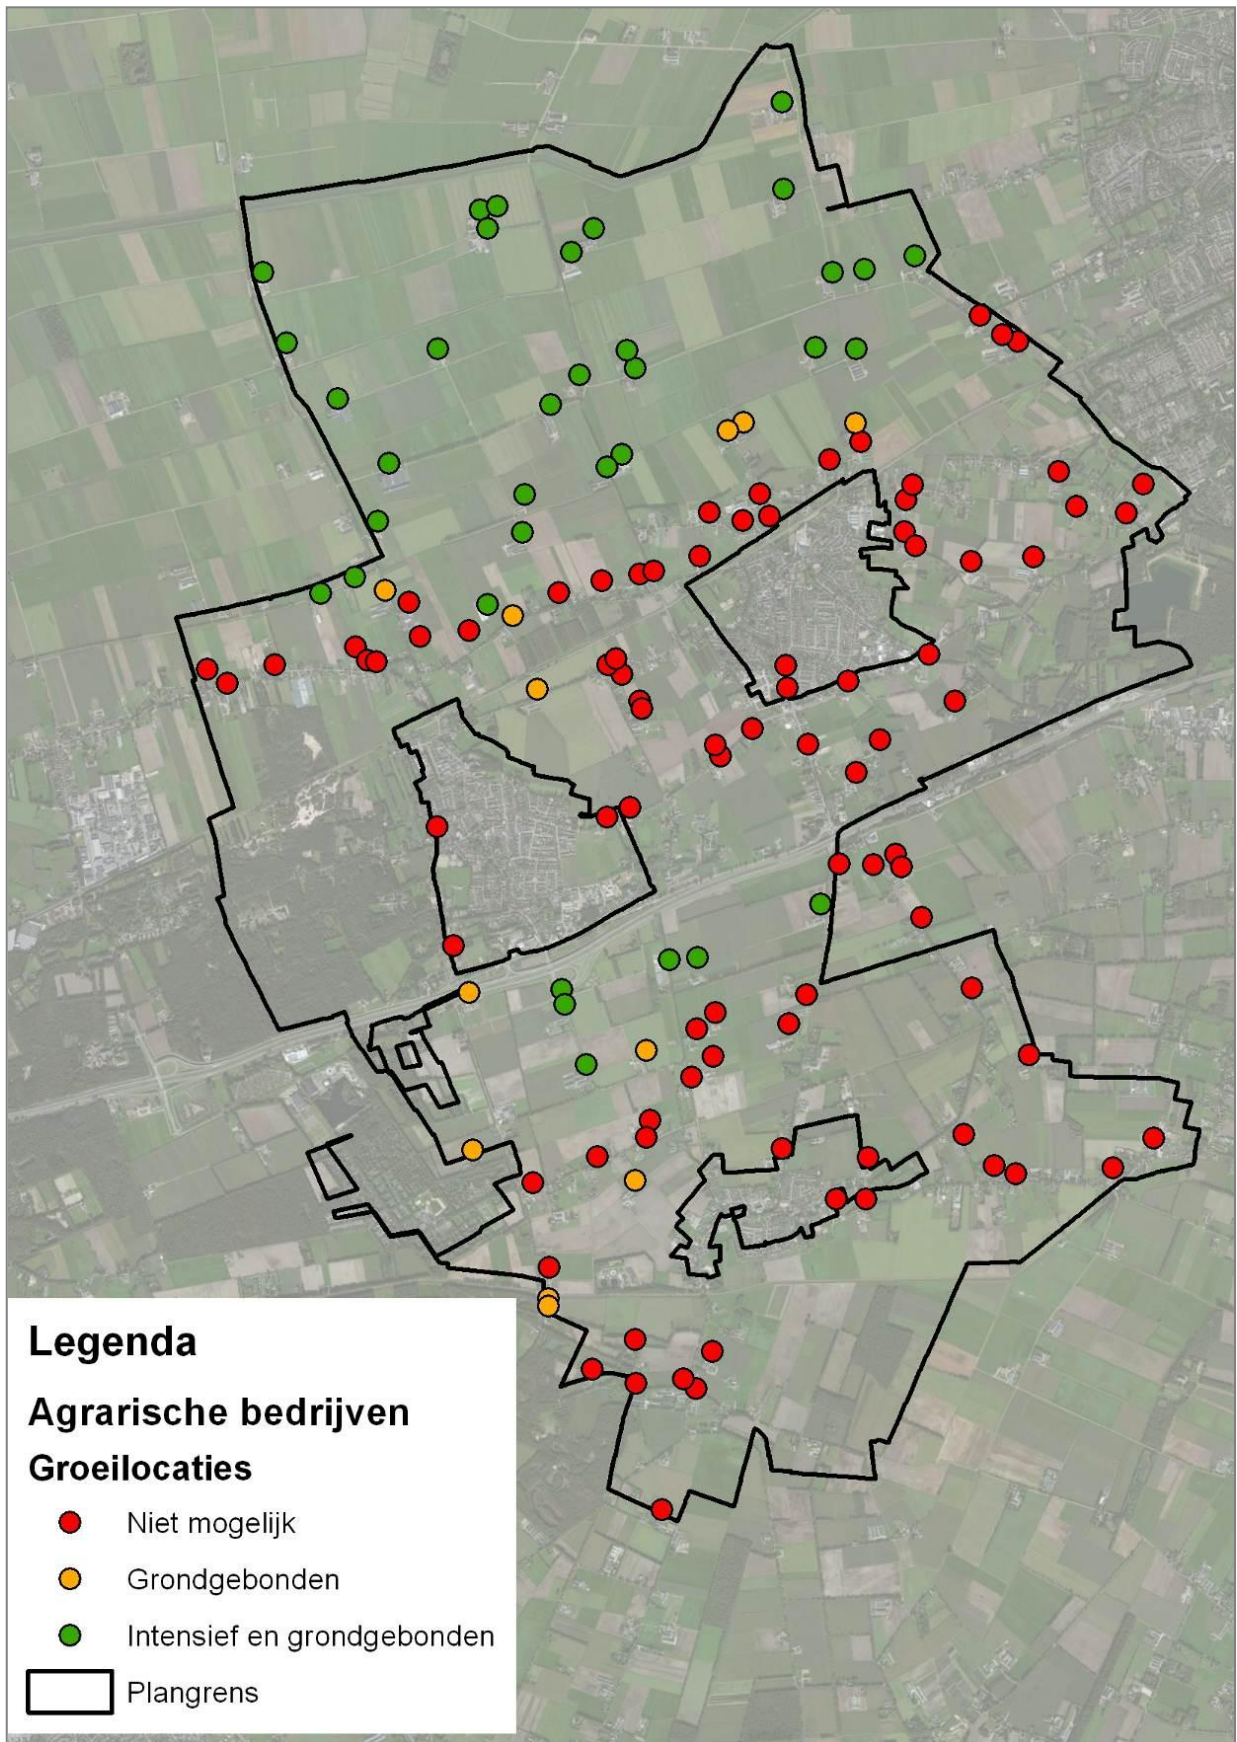 Legenda
Agrarische bedrijven
Groeilocaties
Niet mogelijk
Grondgebonden
Intensief en grondgebonden
Plangrens